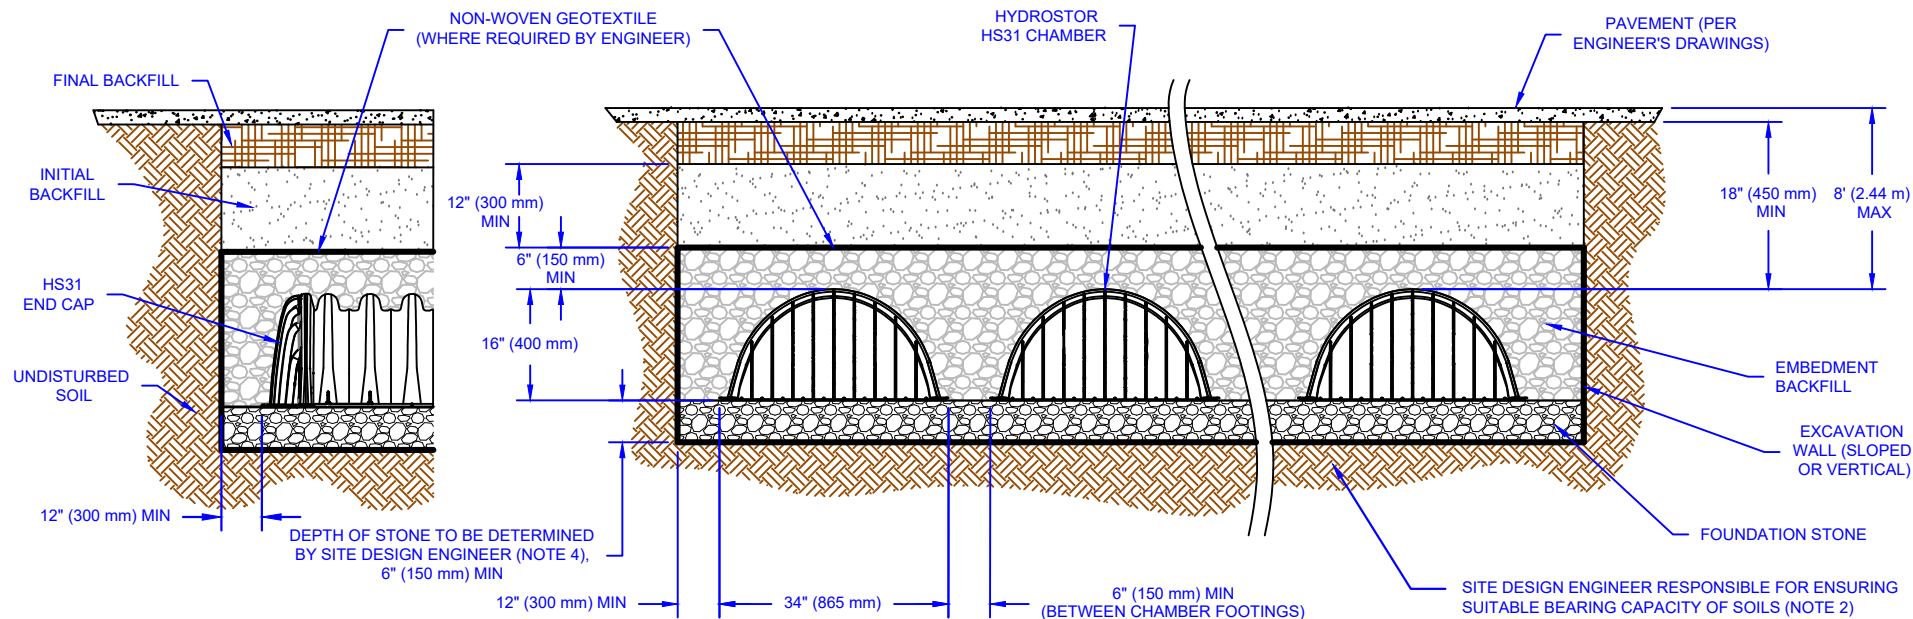 NON-WOVEN GEOTEXTILE
(WHERE REQUIRED BY ENGINEER)
HYDROSTOR
HS31 CHAMBER
PAVEMENT (PER
ENGINEER'S DRAWINGS)
FINAL BACKFILL
INITIAL
BACKFILL
12" (300 mm)
MIN
18" (450 mm)
MIN
8' (2.44 m)
MAX
6" (150 mm)
MIN
HS31
END CAP
16" (400 mm)
UNDISTURBED
SOIL
EMBEDMENT
BACKFILL
EXCAVATION
WALL (SLOPED
OR VERTICAL)
12" (300 mm) MIN
DEPTH OF STONE TO BE DETERMINED
BY SITE DESIGN ENGINEER (NOTE 4),
6" (150 mm) MIN
FOUNDATION STONE
12" (300 mm) MIN
34" (865 mm)
6" (150 mm) MIN
(BETWEEN CHAMBER FOOTINGS)
SITE DESIGN ENGINEER RESPONSIBLE FOR ENSURING
SUITABLE BEARING CAPACITY OF SOILS (NOTE 2)